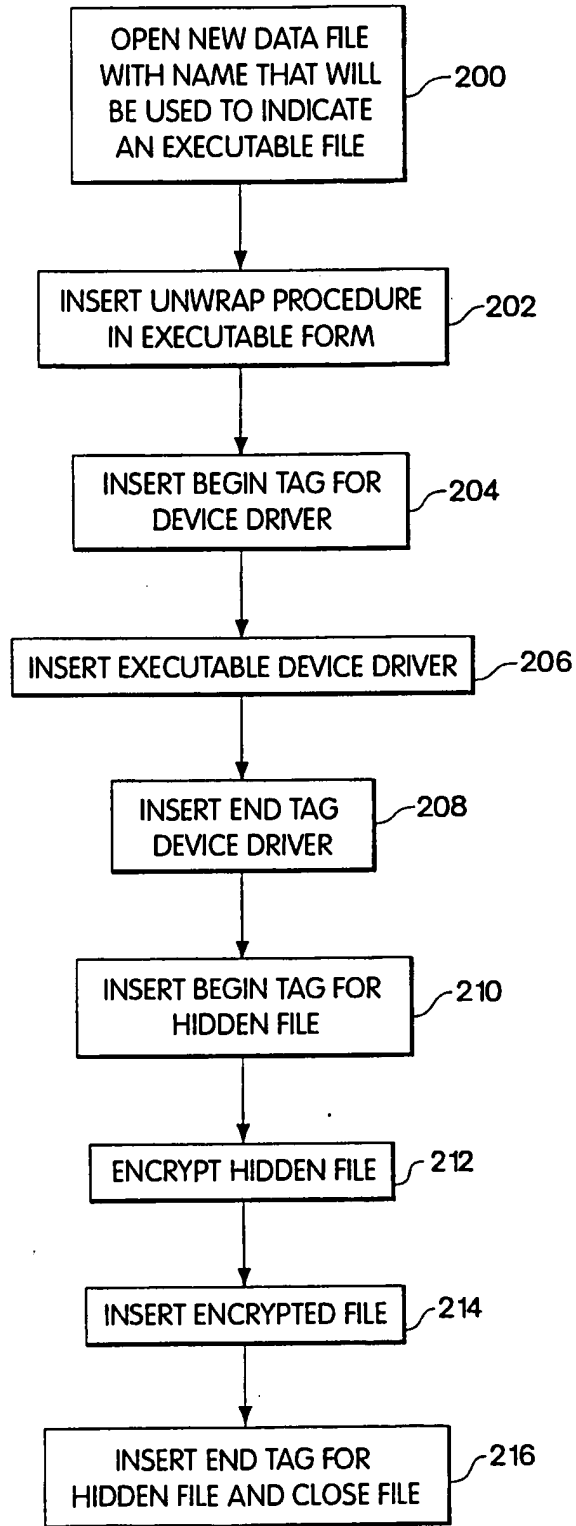 OPEN NEW DATA FILE
WITH NAME THAT WILL
BE USED TO INDICATE
AN EXECUTABLE FILE
200
INSERT UNWRAP PROCEDURE
IN EXECUTABLE FORM
202
INSERT BEGIN TAG FOR
DEVICE DRIVER
204
INSERT EXECUTABLE DEVICE DRIVER
206
INSERT END TAG
DEVICE DRIVER
208
INSERT BEGIN TAG FOR
HIDDEN FILE
210
ENCRYPT HIDDEN FILE
212
INSERT ENCRYPTED FILE
214
INSERT END TAG FOR
HIDDEN FILE AND CLOSE FILE
216